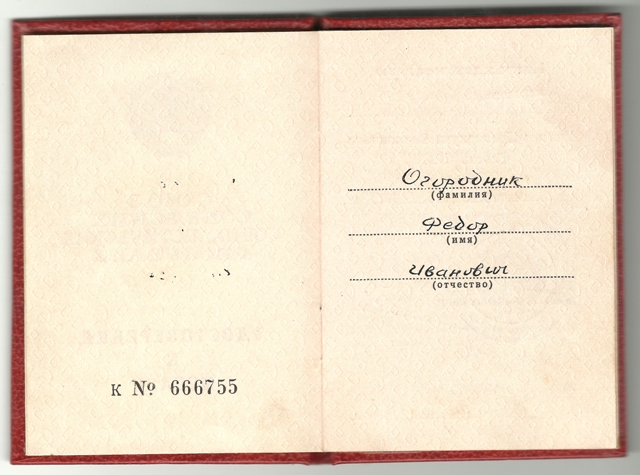 к № 666755
Огородник
(фамилия)
Федор
(имя)
Иванович
(отчество)